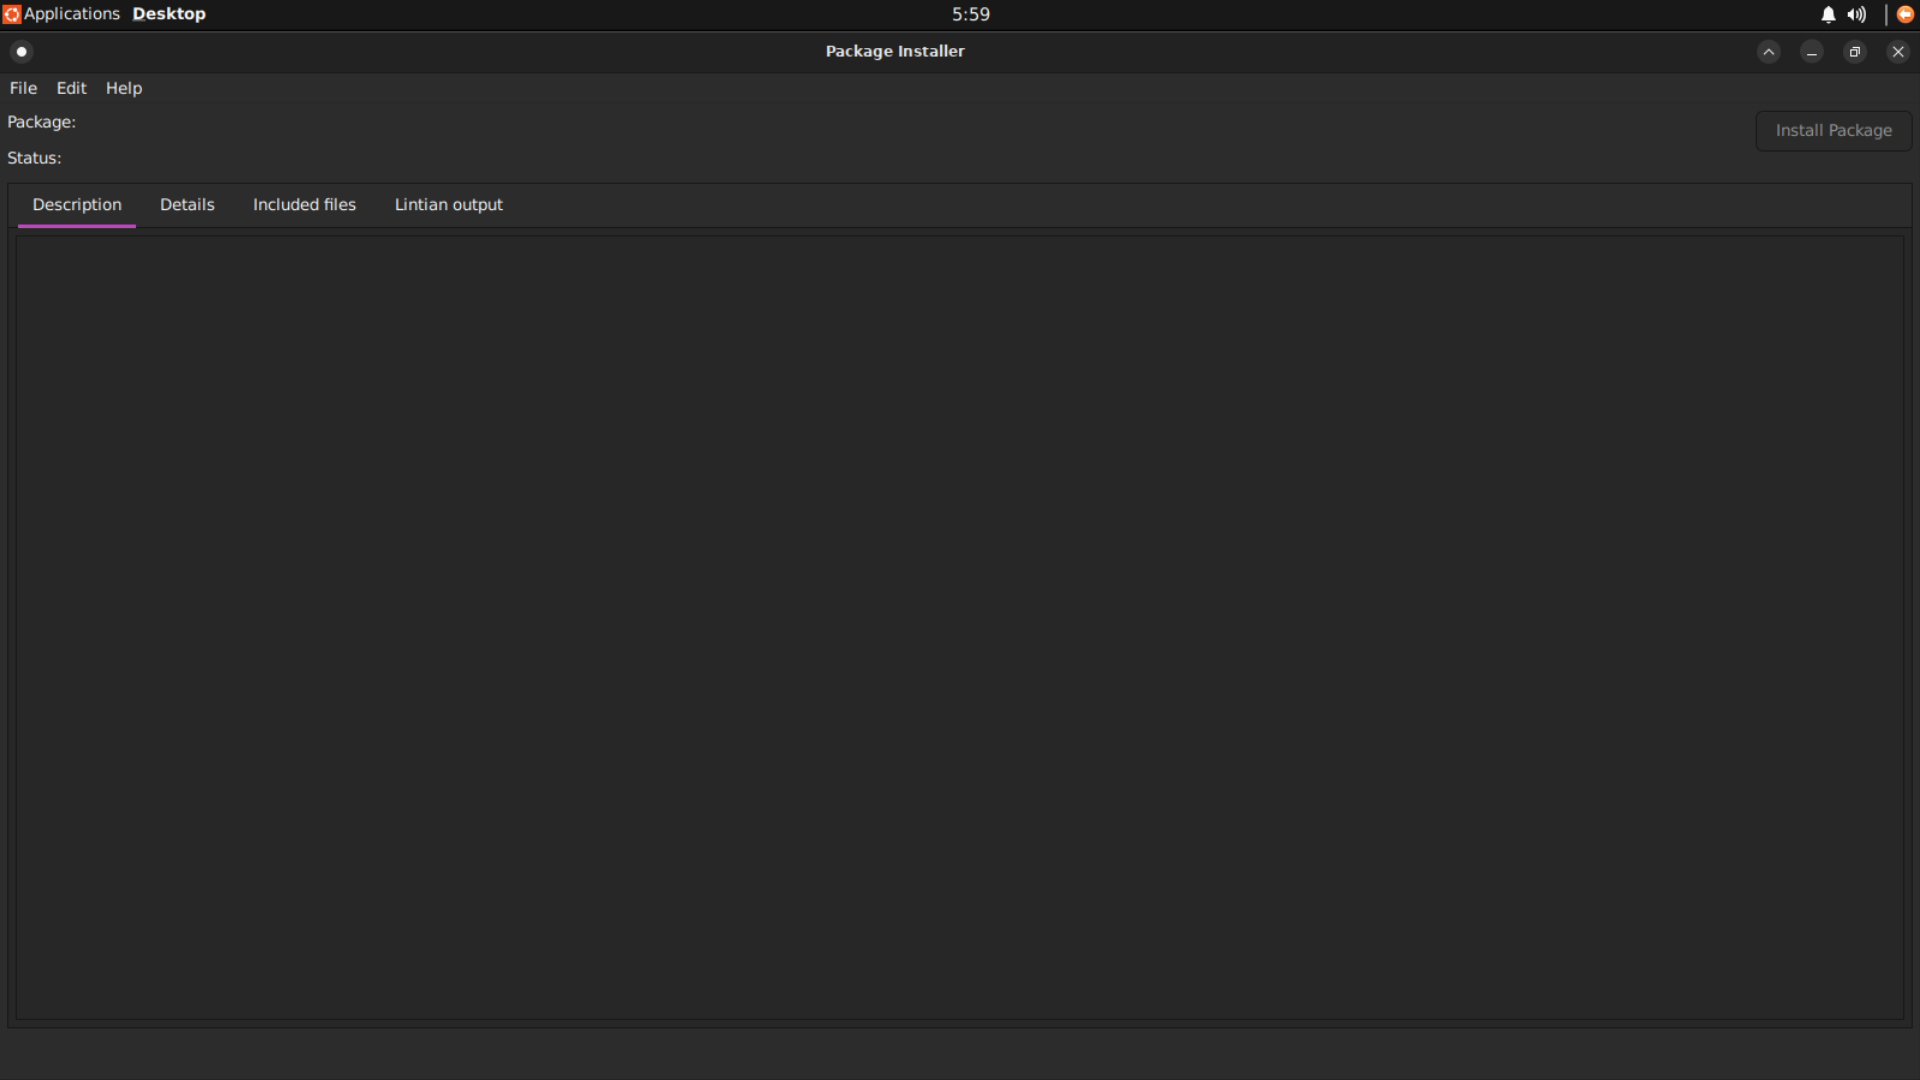 Applications Desktop 5:59
Package Installer
File Edit Help
Package:
Install Package
Status:
Description Details Included files Lintian output